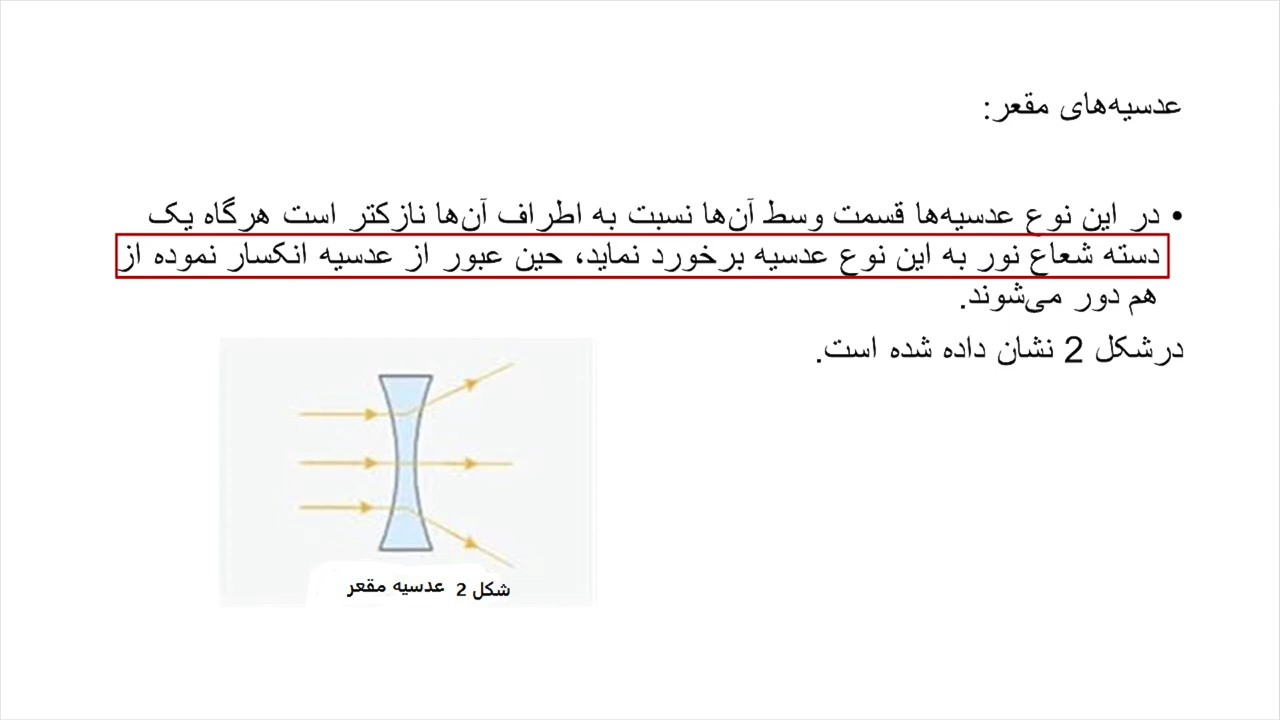 عدسیه‌های مقعر:
• در این نوع عدسیه‌ها قسمت وسط آن‌ها نسبت به اطراف آن‌ها نازکتر است هرگاه یک
دسته شعاع نور به این نوع عدسیه برخورد نماید، حین عبور از عدسیه انکسار نموده از
هم دور می‌شوند.
درشکل 2 نشان داده شده است.
شکل 2 عدسیه مقعر